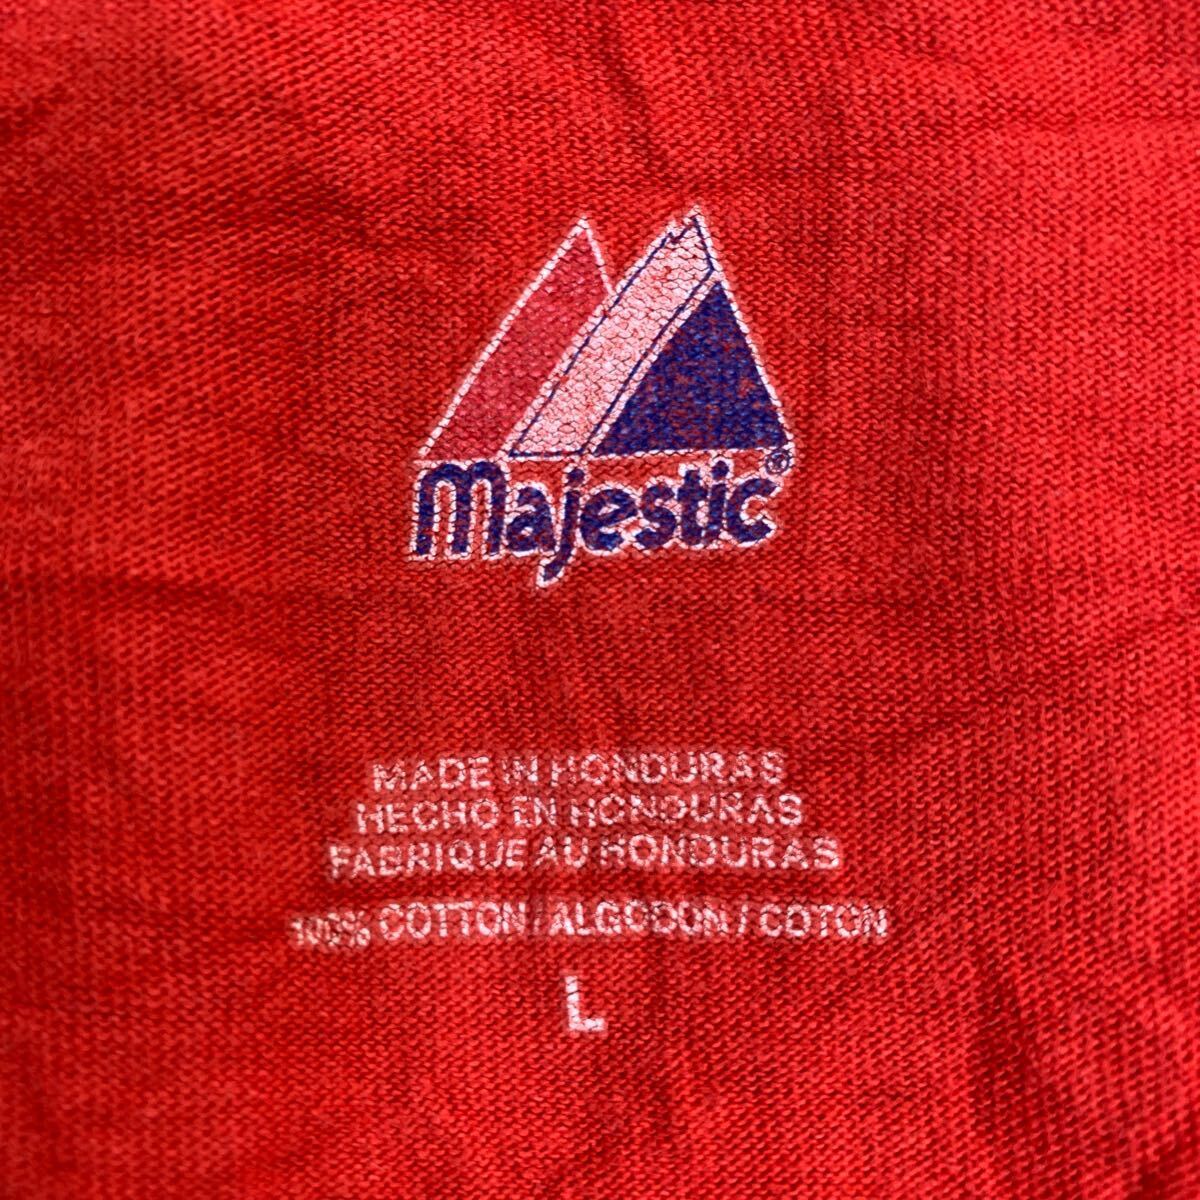 Majestic®
MADE IN HONDURAS
HECHO EN HONDURAS
FABRIQUE AU HONDURAS
100% COTTON / ALGODON / COTON
L